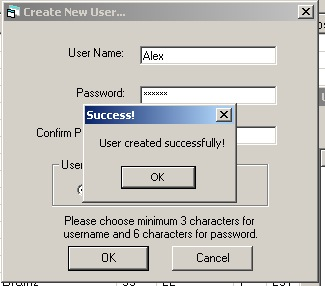 Create New User...
User Name:
Alex
Password:
××××××
Success!
User created successfully!
OK
Confirm P
User
Please choose minimum 3 characters for
username and 6 characters for password.
OK
Cancel